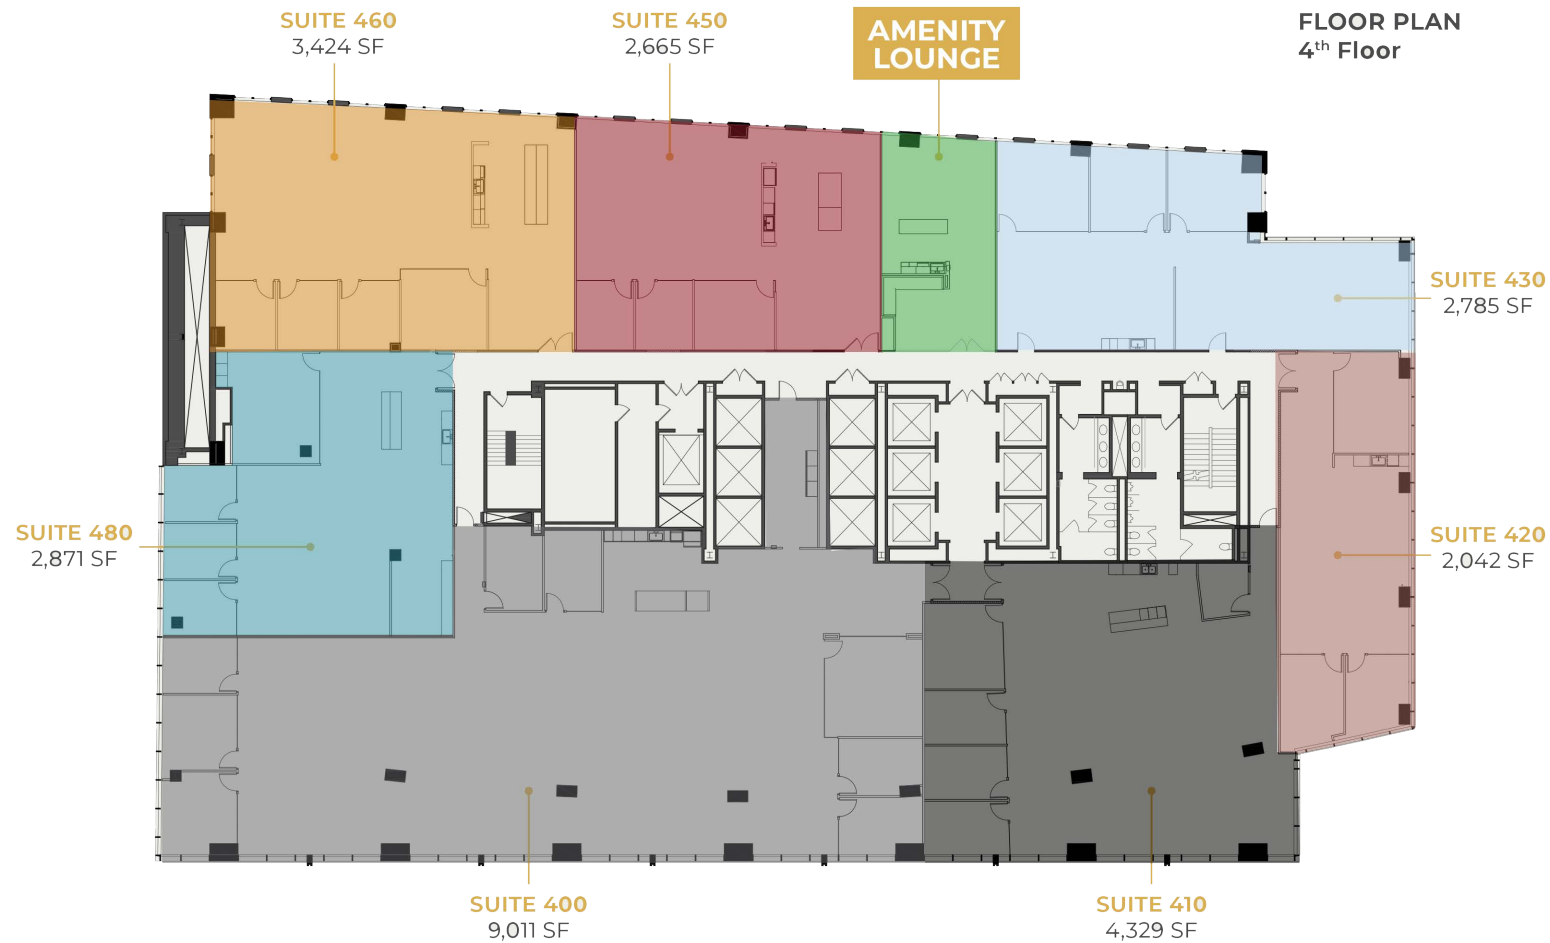 SUITE 460
3,424 SF
SUITE 450
2,665 SF
AMENITY
LOUNGE
FLOOR PLAN
4th Floor
SUITE 430
2,785 SF
SUITE 480
2,871 SF
SUITE 420
2,042 SF
SUITE 400
9,011 SF
SUITE 410
4,329 SF